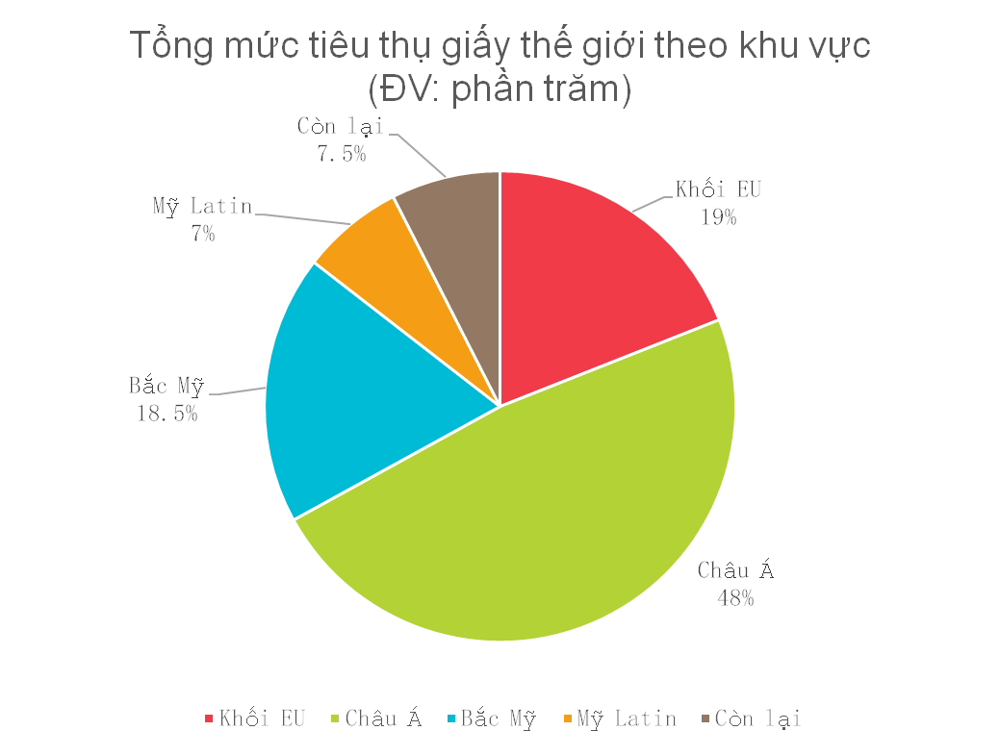 Tổng mức tiêu thụ giấy thế giới theo khu vực
(ĐV: phần trăm)
Còn lại
7.5%
Khối EU
19%
Mỹ Latin
7%
Bắc Mỹ
18.5%
Châu Á
48%
Khối EU Châu Á Bắc Mỹ Mỹ Latin Còn lại